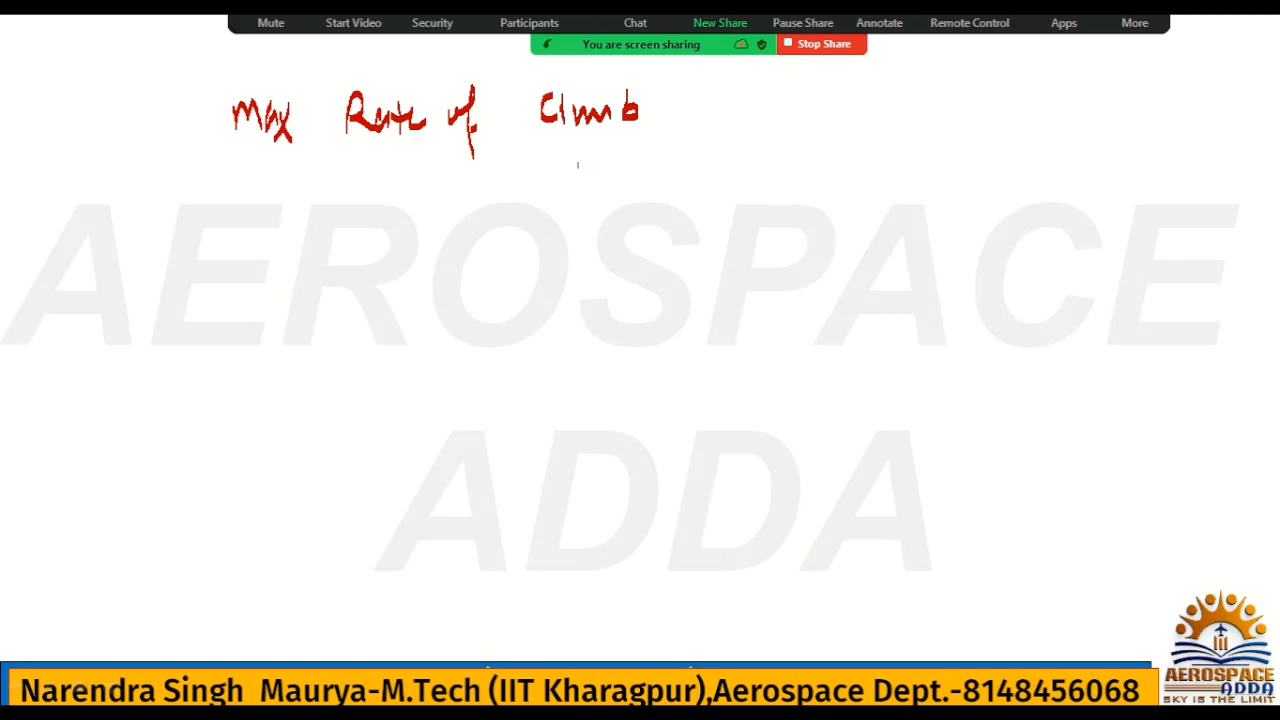 Mute Start Video Security Participants Chat New Share Pause Share Annotate Remote Control Apps More
You are screen sharing Stop Share
Max Rate of Climb
AEROSPACE
ADDA
Narendra Singh Maurya-M.Tech (IIT Kharagpur),Aerospace Dept.-8148456068
AEROSPACE
ADDA
SKY IS THE LIMIT